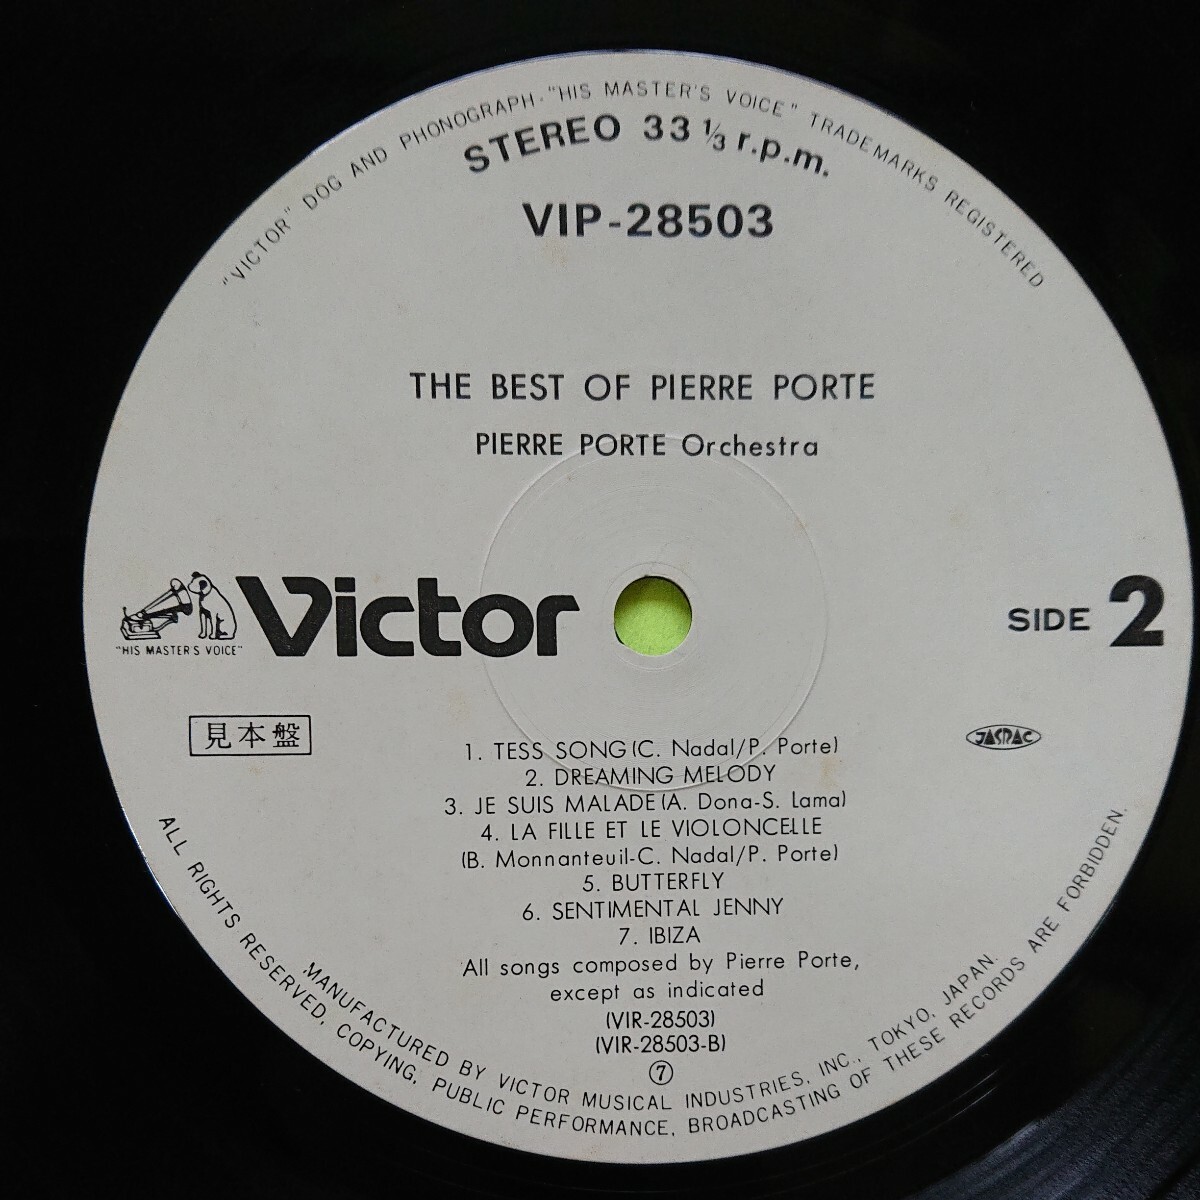 "VICTOR" DOG AND PHONOGRAPH·"HIS MASTER'S VOICE" TRADEMARKS REGISTERED
STEREO 33 1/3 r.p.m.
VIP-28503
THE BEST OF PIERRE PORTE
PIERRE PORTE Orchestra
"HIS MASTER'S VOICE"
Victor
SIDE 2
見本盤
JASRAC
1. TESS SONG(C. Nadal/P. Porte)
2. DREAMING MELODY
3. JE SUIS MALADE(A. Dona-S. Lama)
4. LA FILLE ET LE VIOLONCELLE
(B. Monnanteuil-C. Nadal/P. Porte)
5. BUTTERFLY
6. SENTIMENTAL JENNY
7. IBIZA
All songs composed by Pierre Porte,
except as indicated
(VIR-28503)
(VIR-28503-B)
⑦
MANUFACTURED BY VICTOR MUSICAL INDUSTRIES, INC., TOKYO, JAPAN.
ALL RIGHTS RESERVED, COPYING, PUBLIC PERFORMANCE, BROADCASTING OF THESE RECORDS ARE FORBIDDEN.